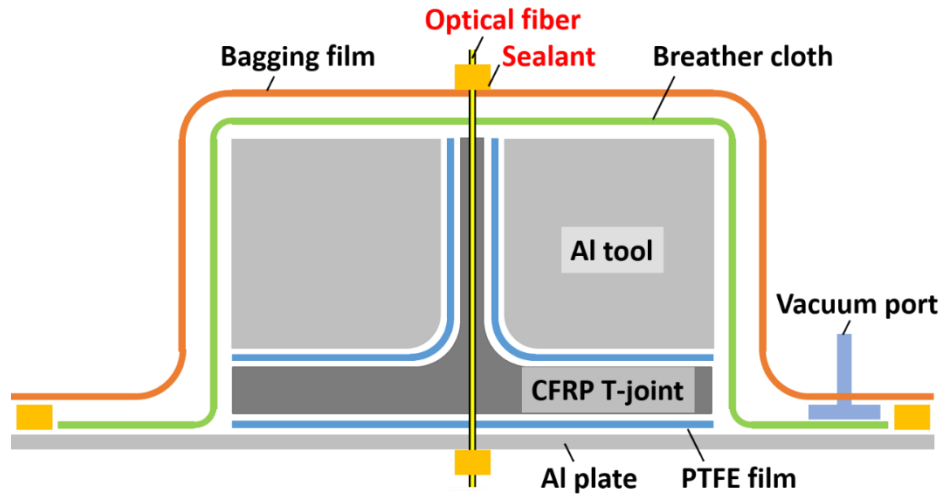 Optical fiber
Bagging film
Sealant
Breather cloth
Al tool
Vacuum port
CFRP T-joint
Al plate
PTFE film